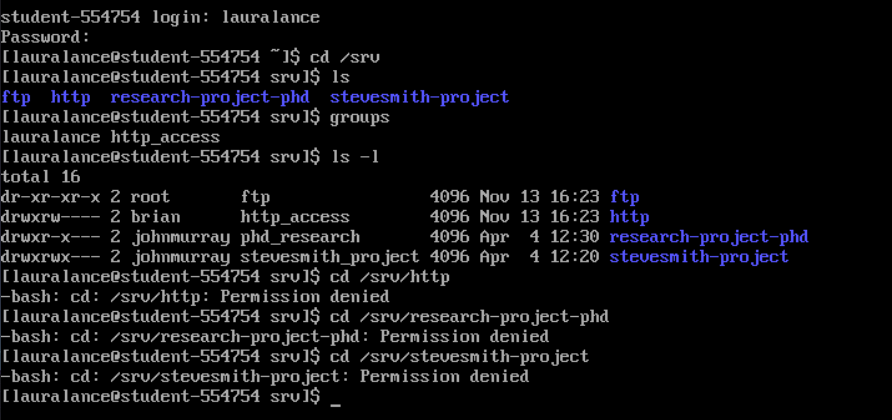 student-554754 login: lauralance
Password:
[lauralance@student-554754 ~]$ cd /srv
[lauralance@student-554754 srv]$ ls
ftp  http  research-project-phd  stevesmith-project
[lauralance@student-554754 srv]$ groups
lauralance http_access
[lauralance@student-554754 srv]$ ls -l
total 16
dr-xr-xr-x 2 root       ftp                4096 Nov 13 16:23 ftp
drwxrw---- 2 brian      http_access        4096 Nov 13 16:23 http
drwxr-x--- 2 johnmurray phd_research       4096 Apr  4 12:30 research-project-phd
drwxrwx--- 2 johnmurray stevesmith_project 4096 Apr  4 12:20 stevesmith-project
[lauralance@student-554754 srv]$ cd /srv/http
-bash: cd: /srv/http: Permission denied
[lauralance@student-554754 srv]$ cd /srv/research-project-phd
-bash: cd: /srv/research-project-phd: Permission denied
[lauralance@student-554754 srv]$ cd /srv/stevesmith-project
-bash: cd: /srv/stevesmith-project: Permission denied
[lauralance@student-554754 srv]$ _